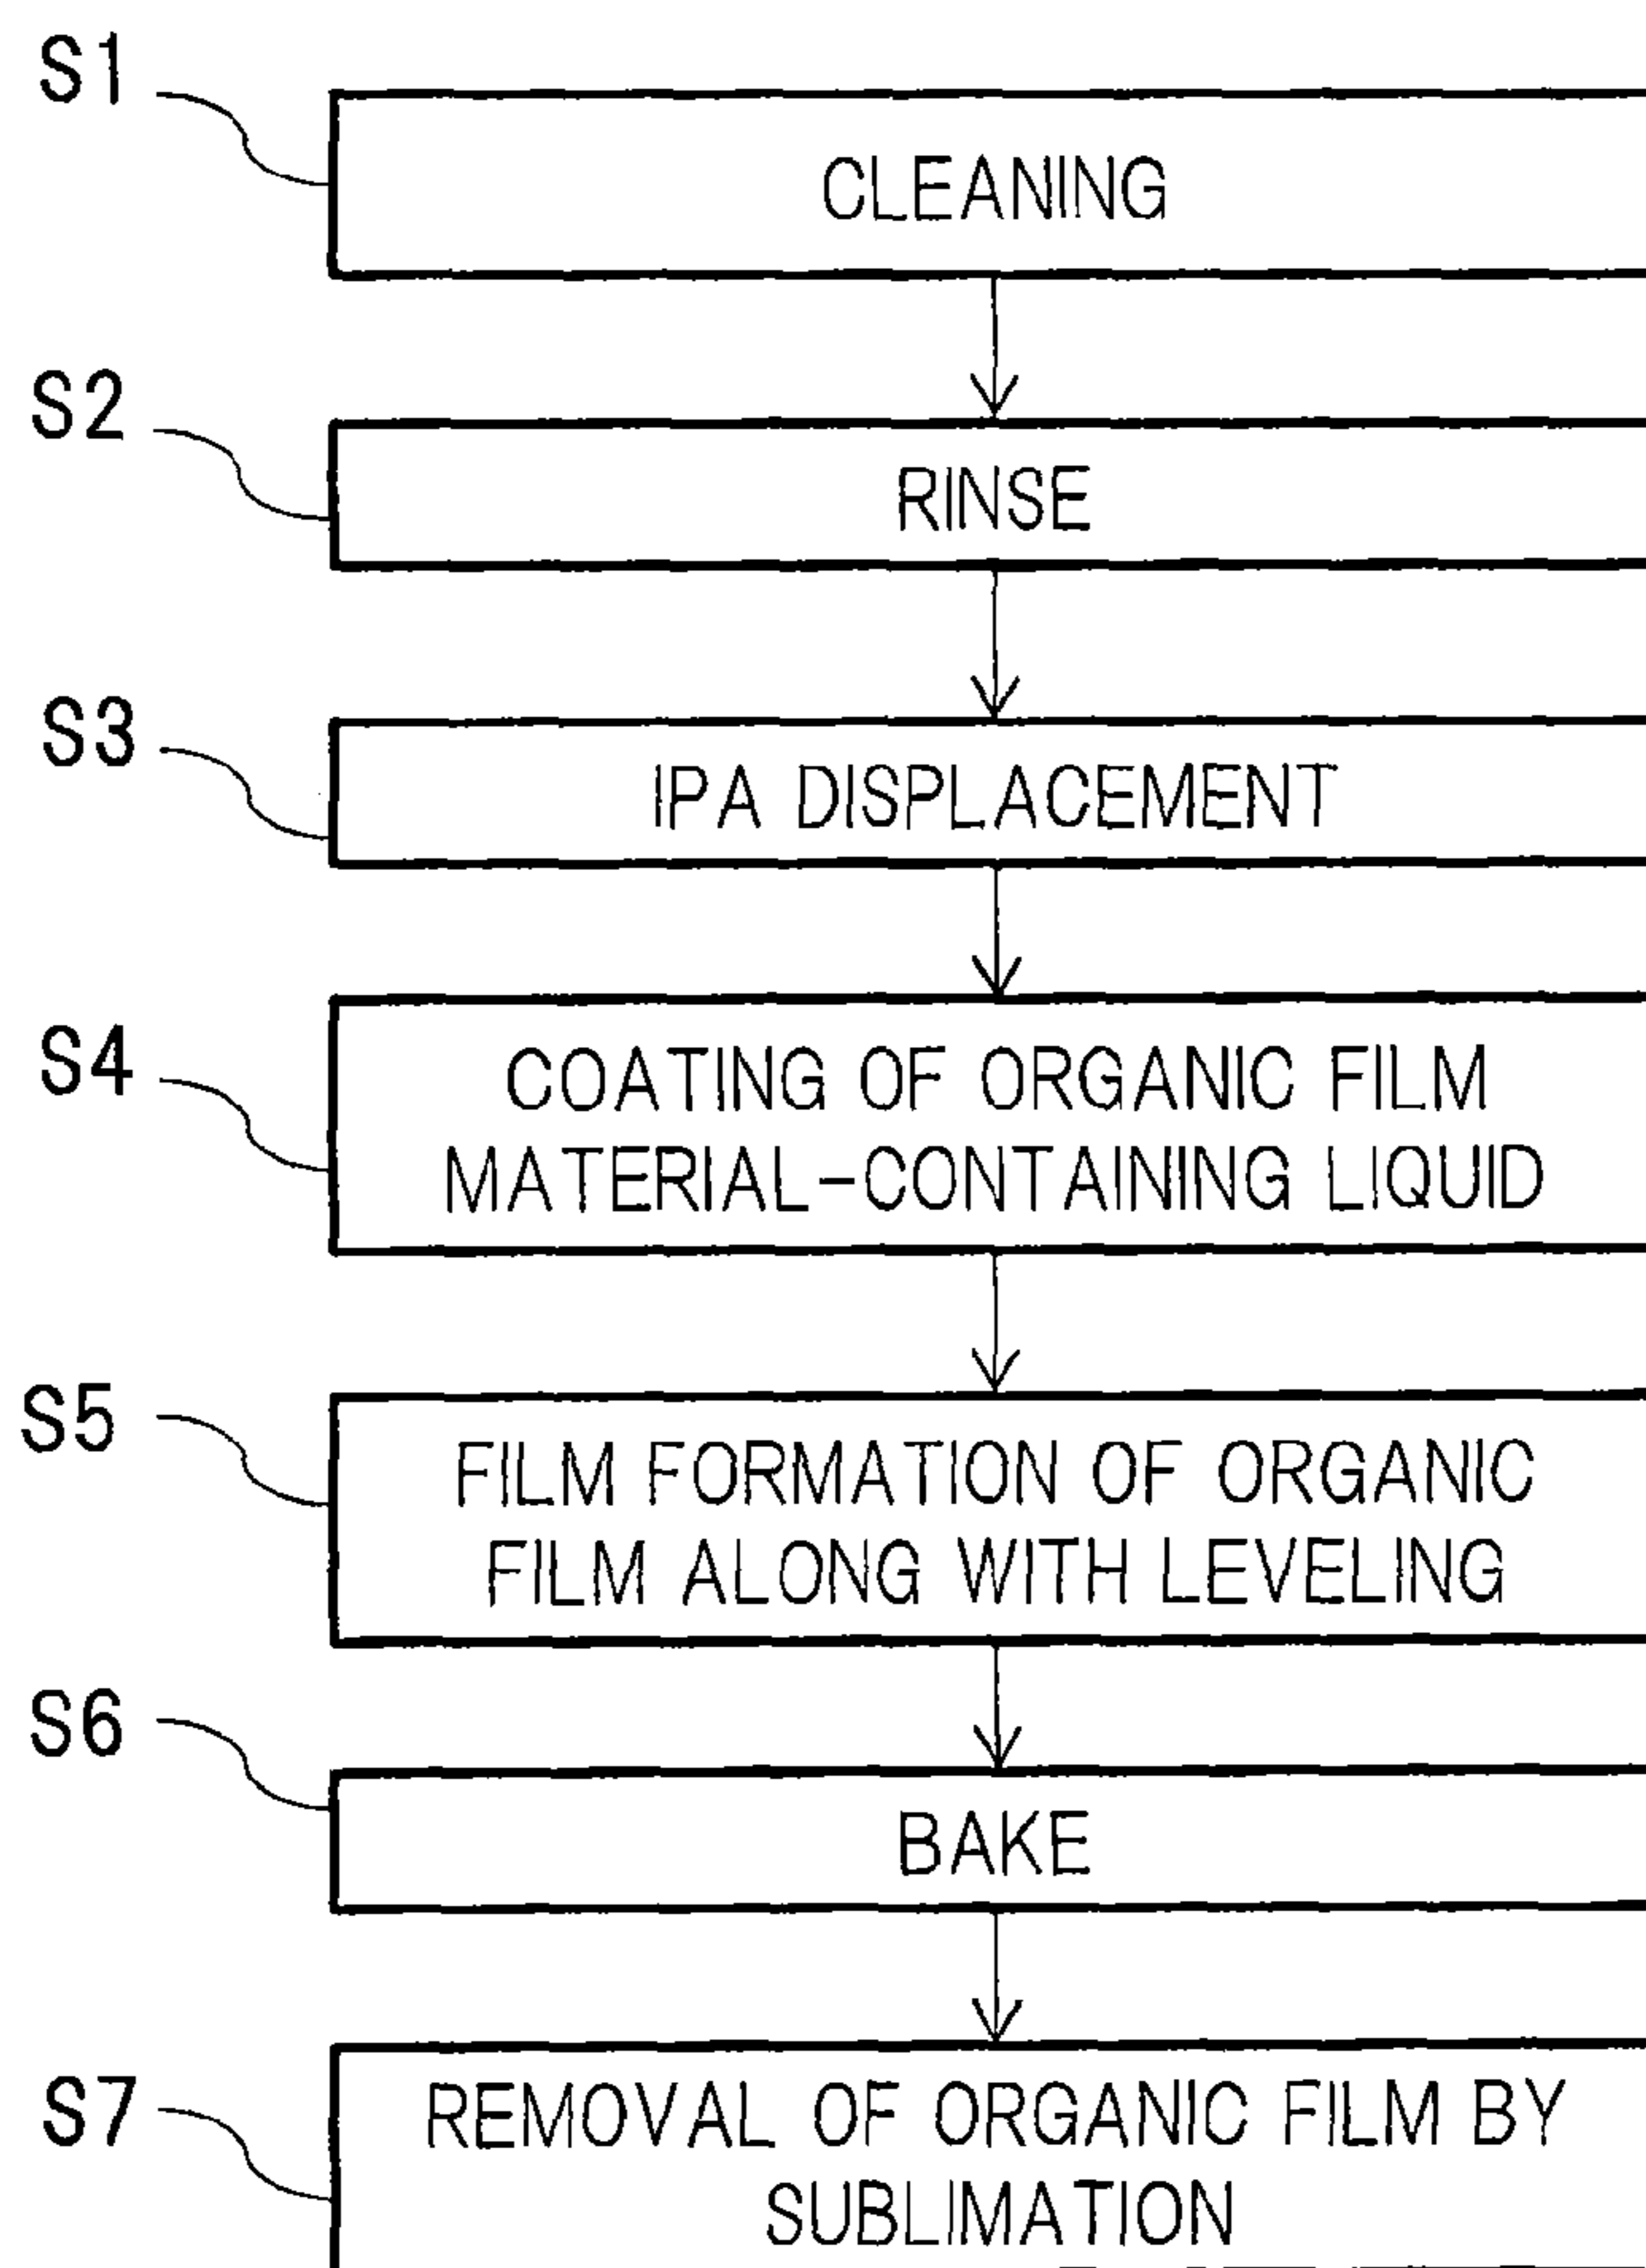 S1
CLEANING
S2
RINSE
S3
IPA DISPLACEMENT
S4
COATING OF ORGANIC FILM
MATERIAL-CONTAINING LIQUID
S5
FILM FORMATION OF ORGANIC
FILM ALONG WITH LEVELING
S6
BAKE
S7
REMOVAL OF ORGANIC FILM BY
SUBLIMATION